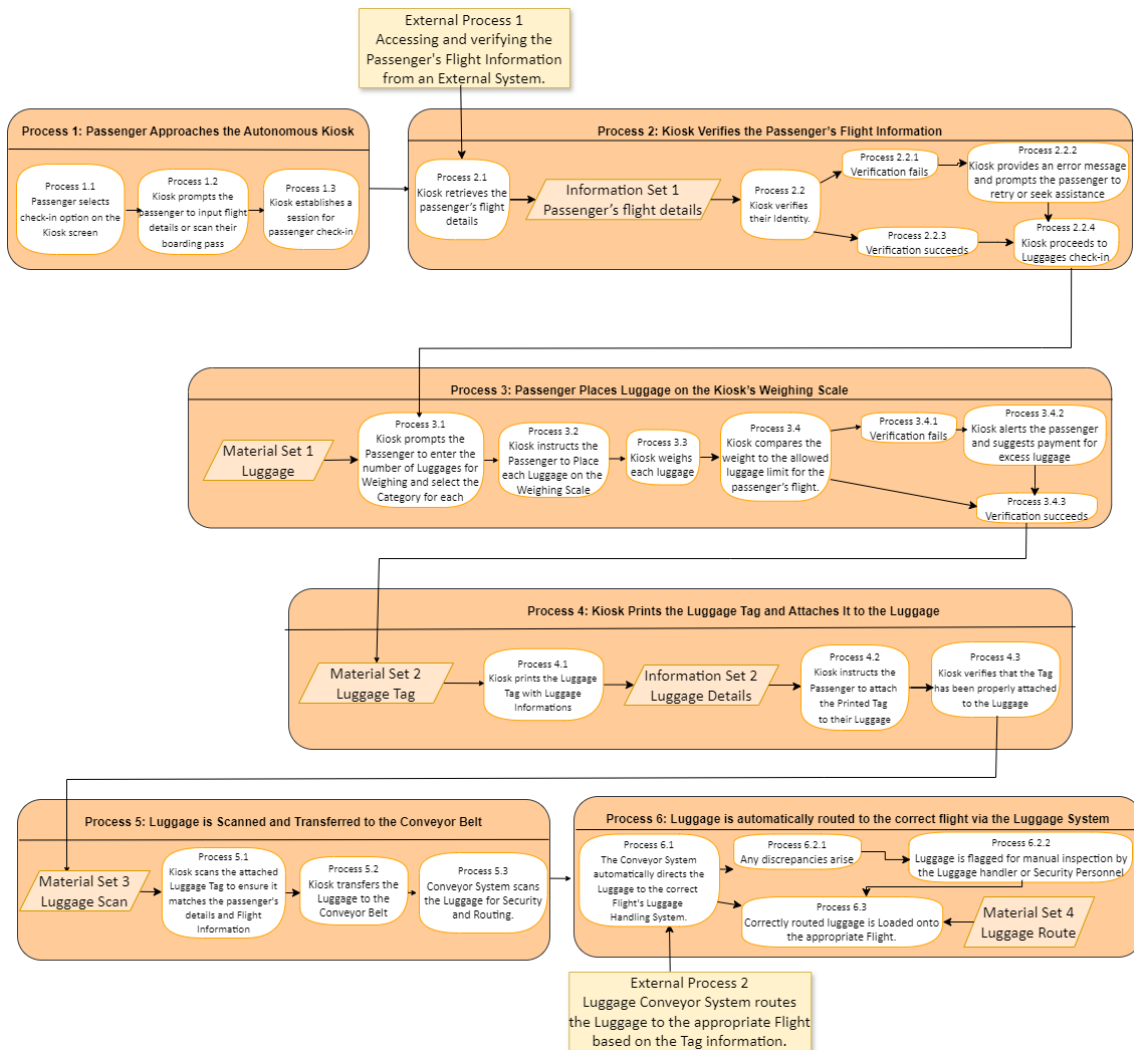 External Process 1
Accessing and verifying the
Passenger's Flight Information
from an External System.
Process 1: Passenger Approaches the Autonomous Kiosk
Process 1.1
Passenger selects
check-in option on the
Kiosk screen
Process 1.2
Kiosk prompts the
passenger to input flight
details or scan their
boarding pass
Process 1.3
Kiosk establishes a
session for
passenger check-in
Process 2: Kiosk Verifies the Passenger's Flight Information
Process 2.1
Kiosk retrieves the
passenger's flight
details
Information Set 1
Passenger's flight details
Process 2.2
Kiosk verifies
their Identity.
Process 2.2.1
Verification fails
Process 2.2.2
Kiosk provides an error message
and prompts the passenger to
retry or seek assistance
Process 2.2.3
Verification succeeds
Process 2.2.4
Kiosk proceeds to
Luggages check-in
Process 3: Passenger Places Luggage on the Kiosk's Weighing Scale
Material Set 1
Luggage
Process 3.1
Kiosk prompts the
Passenger to enter the
number of Luggages for
Weighing and select the
Category for each
Process 3.2
Kiosk instructs the
Passenger to Place
each Luggage on the
Weighing Scale
Process 3.3
Kiosk weighs
each luggage
Process 3.4
Kiosk compares the
weight to the allowed
luggage limit for the
passenger's flight.
Process 3.4.1
Verification fails
Process 3.4.2
Kiosk alerts the passenger
and suggests payment for
excess luggage
Process 3.4.3
Verification succeeds
Process 4: Kiosk Prints the Luggage Tag and Attaches It to the Luggage
Material Set 2
Luggage Tag
Process 4.1
Kiosk prints the Luggage
Tag with Luggage
Informations
Information Set 2
Luggage Details
Process 4.2
Kiosk instructs the
Passenger to attach
the Printed Tag
to their Luggage
Process 4.3
Kiosk verifies that the Tag
has been properly attached
to the Luggage
Process 5: Luggage is Scanned and Transferred to the Conveyor Belt
Material Set 3
Luggage Scan
Process 5.1
Kiosk scans the attached
Luggage Tag to ensure it
matches the passenger's
details and Flight
Information
Process 5.2
Kiosk transfers the
Luggage to the
Conveyor Belt
Process 5.3
Conveyor System scans
the Luggage for Security
and Routing.
Process 6: Luggage is automatically routed to the correct flight via the Luggage System
Process 6.1
The Conveyor System
automatically directs the
Luggage to the correct
Flight's Luggage
Handling System.
Process 6.2.1
Any discrepancies arise
Process 6.2.2
Luggage is flagged for manual inspection by
the Luggage handler or Security Personnel
Process 6.3
Correctly routed luggage is Loaded onto
the appropriate Flight.
Material Set 4
Luggage Route
External Process 2
Luggage Conveyor System routes
the Luggage to the appropriate Flight
based on the Tag information.